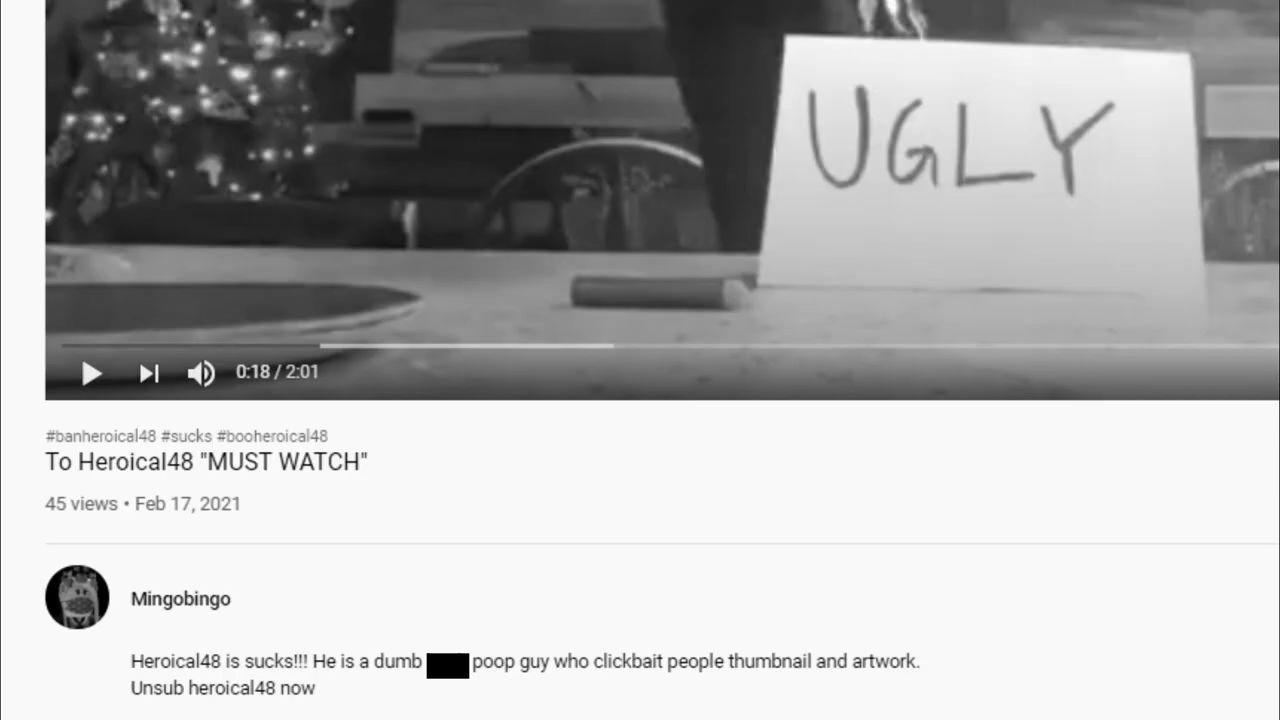 UGLY
0:18 / 2:01
#banheroical48 #sucks #booheroical48
To Heroical48 "MUST WATCH"
45 views • Feb 17, 2021
Mingobingo
Heroical48 is sucks!!! He is a dumb poop guy who clickbait people thumbnail and artwork.
Unsub heroical48 now